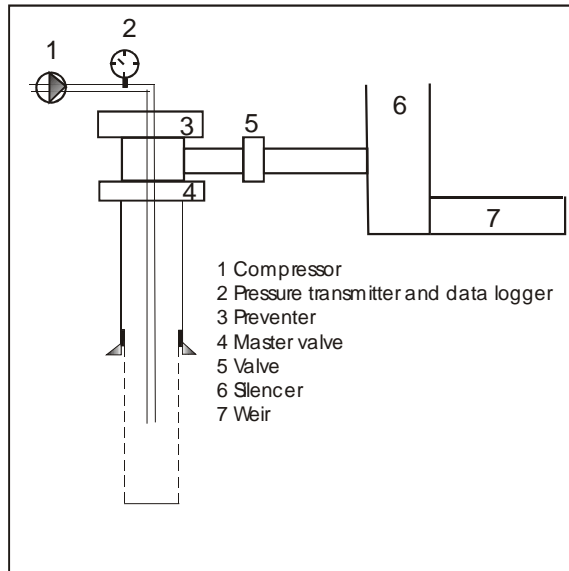 1
2
3
4
5
6
7
1 Compressor
2 Pressure transmitter and data logger
3 Preventer
4 Master valve
5 Valve
6 Silencer
7 Weir